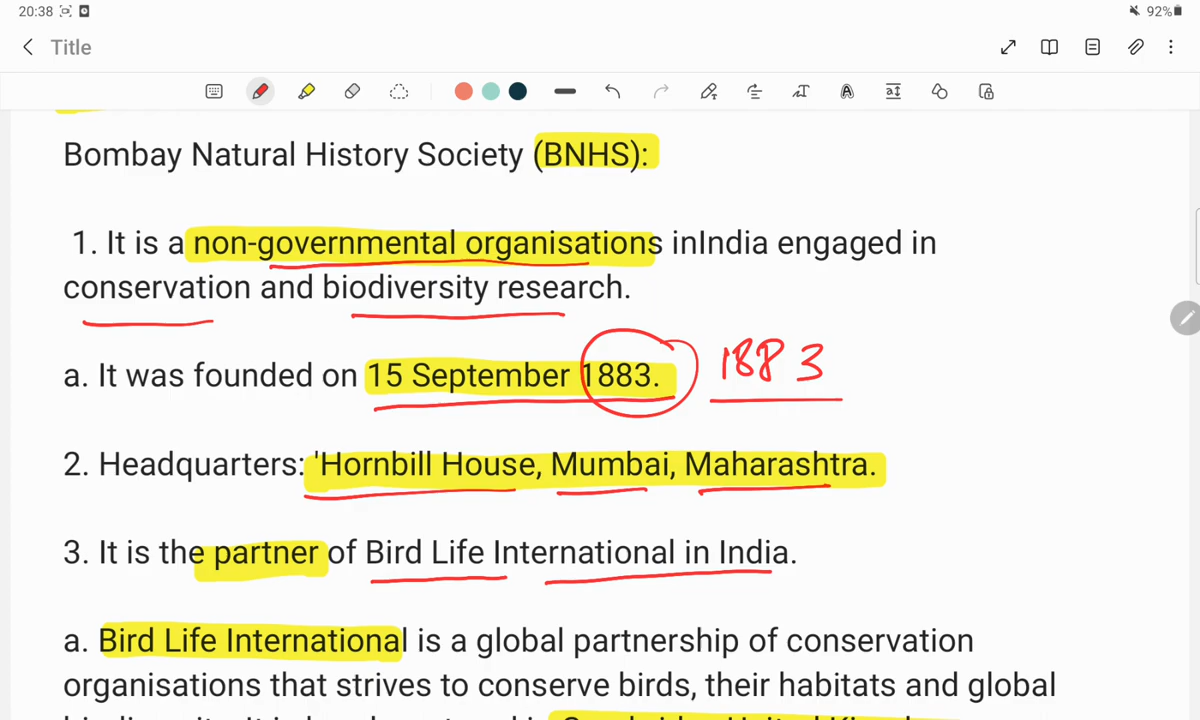 20:38
92%
Title
Bombay Natural History Society (BNHS):
1. It is a non-governmental organisations inIndia engaged in
conservation and biodiversity research.
a. It was founded on 15 September 1883. 1883
2. Headquarters: 'Hornbill House, Mumbai, Maharashtra.
3. It is the partner of Bird Life International in India.
a. Bird Life International is a global partnership of conservation
organisations that strives to conserve birds, their habitats and global